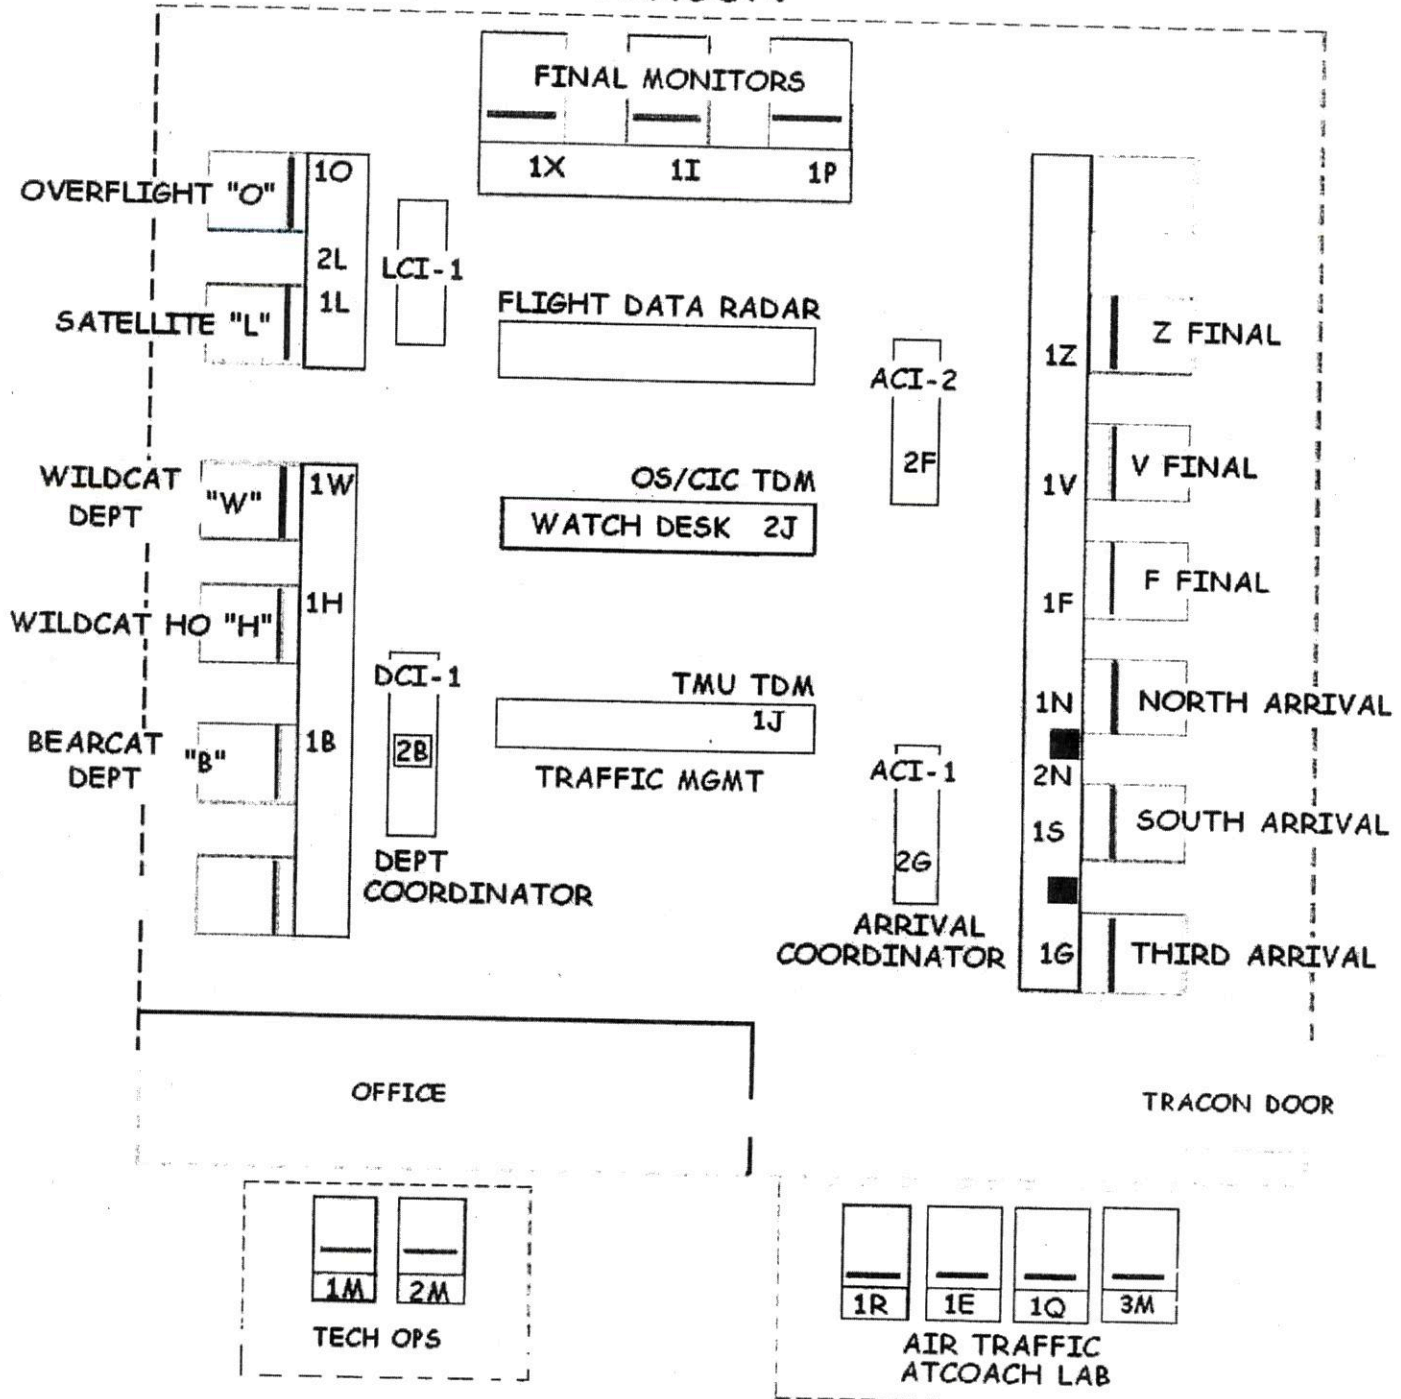 FINAL MONITORS
1X 1I 1P
OVERFLIGHT "O" 1O
2L
SATELLITE "L" 1L
LCI-1
FLIGHT DATA RADAR
ACI-2
2F
1Z Z FINAL
1V V FINAL
1F F FINAL
WILDCAT
DEPT
"W" 1W
OS/CIC TDM
WATCH DESK 2J
WILDCAT HO "H" 1H
BEARCAT
DEPT
"B" 1B
DCI-1
2B
DEPT
COORDINATOR
TMU TDM
1J
TRAFFIC MGMT
ACI-1
2G
ARRIVAL
COORDINATOR
1N NORTH ARRIVAL
2N
1S SOUTH ARRIVAL
1G THIRD ARRIVAL
OFFICE
TRACON DOOR
1M 2M
TECH OPS
1R 1E 1Q 3M
AIR TRAFFIC
ATCOACH LAB